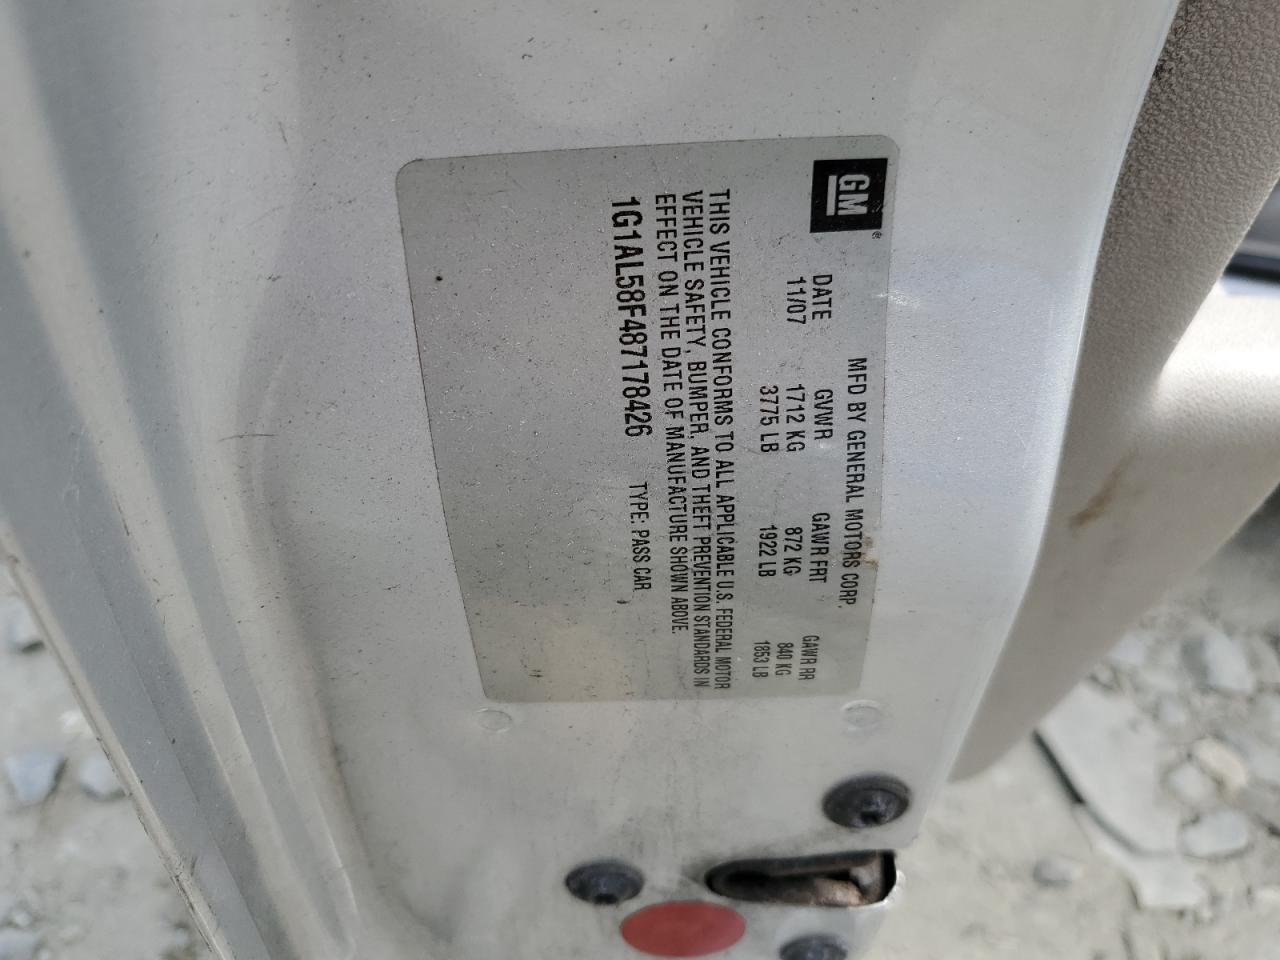 GM ®
MFD BY GENERAL MOTORS CORP.
DATE GVWR GAWR FRT GAWR RR
11/07 1712 KG 872 KG 840 KG
3775 LB 1922 LB 1853 LB
THIS VEHICLE CONFORMS TO ALL APPLICABLE U.S. FEDERAL MOTOR
VEHICLE SAFETY, BUMPER, AND THEFT PREVENTION STANDARDS IN
EFFECT ON THE DATE OF MANUFACTURE SHOWN ABOVE.
1G1AL58F487178426 TYPE: PASS CAR